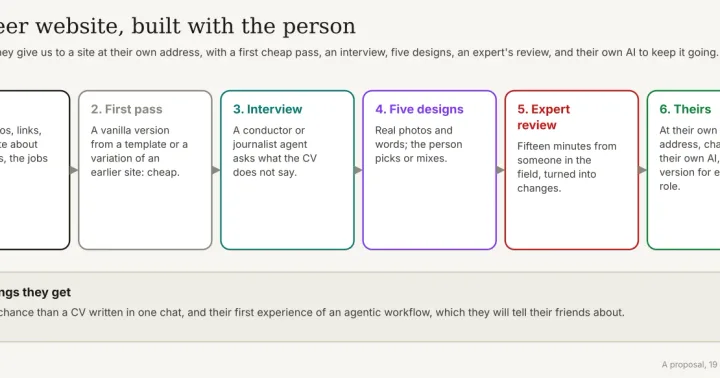 eer website, built with the person
ey give us to a site at their own address, with a first cheap pass, an interview, five designs, an expert's review, and their own AI to keep it going.
os, links,
te about
s, the jobs
2. First pass
A vanilla version
from a template or a
variation of an
earlier site: cheap.
3. Interview
A conductor or
journalist agent
asks what the CV
does not say.
4. Five designs
Real photos and
words; the person
picks or mixes.
5. Expert
review
Fifteen minutes from
someone in the
field, turned into
changes.
6. Theirs
At their own
address, cha
their own AI,
version for e
role.
ngs they get
chance than a CV written in one chat, and their first experience of an agentic workflow, which they will tell their friends about.
A proposal, 19